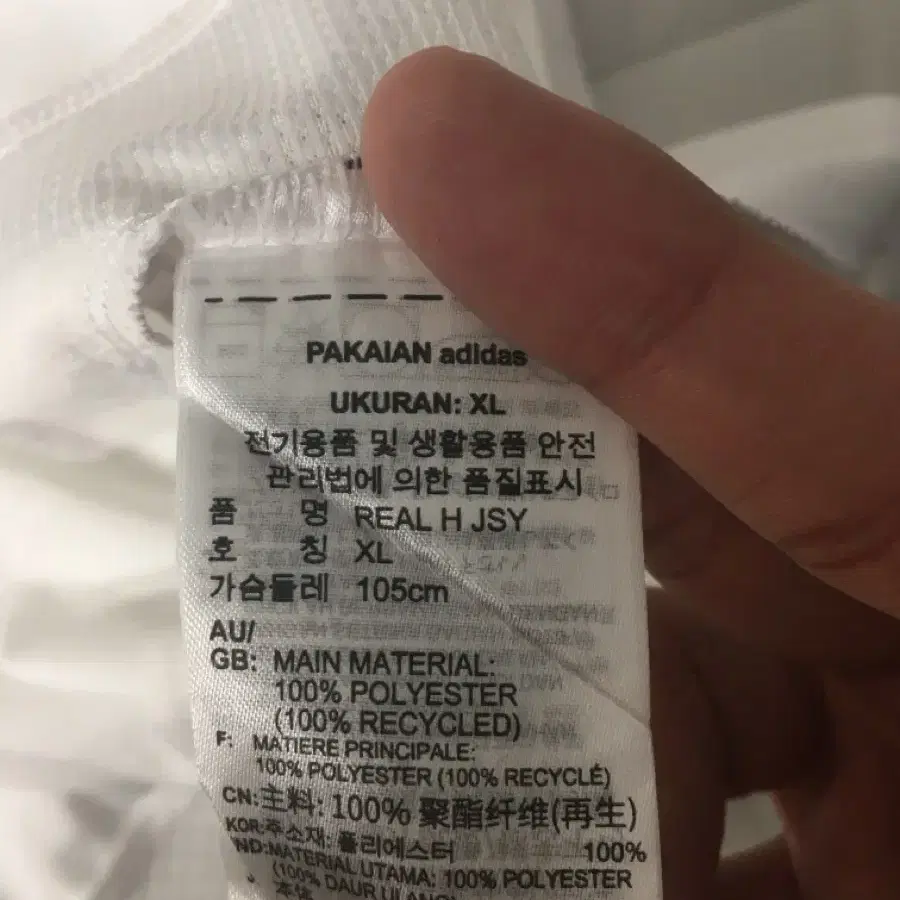 PAKAIAN adidas
UKURAN: XL
전기용품 및 생활용품 안전
관리법에 의한 품질표시
품 명 REAL H JSY
호 칭 XL
가슴둘레 105cm
AU/
GB: MAIN MATERIAL:
100% POLYESTER
(100% RECYCLED)
F: MATIERE PRINCIPALE:
100% POLYESTER (100% RECYCLÉ)
CN:主料: 100% 聚酯纤维(再生)
KOR:주소재: 폴리에스터 100%
IND:MATERIAL UTAMA: 100% POLYESTER
(100% DAUR ULANG)